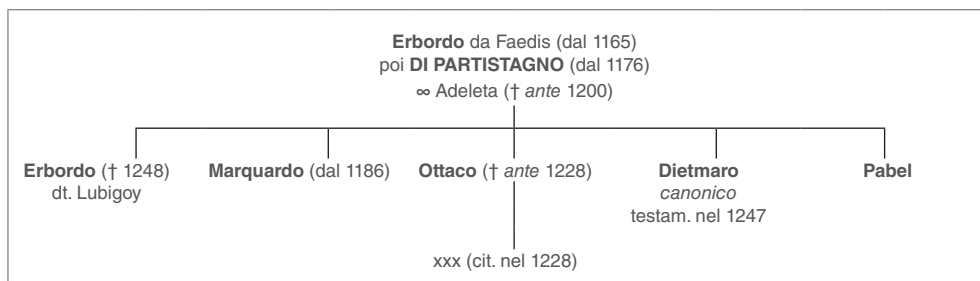 Erbordo da Faedis (dal 1165)
poi DI PARTISTAGNO (dal 1176)
∞ Adeleta († ante 1200)
Erbordo († 1248)
dt. Lubigoy
Marquardo (dal 1186)
Ottaco († ante 1228)
Dietmaro
canonico
testam. nel 1247
Pabel
xxx (cit. nel 1228)